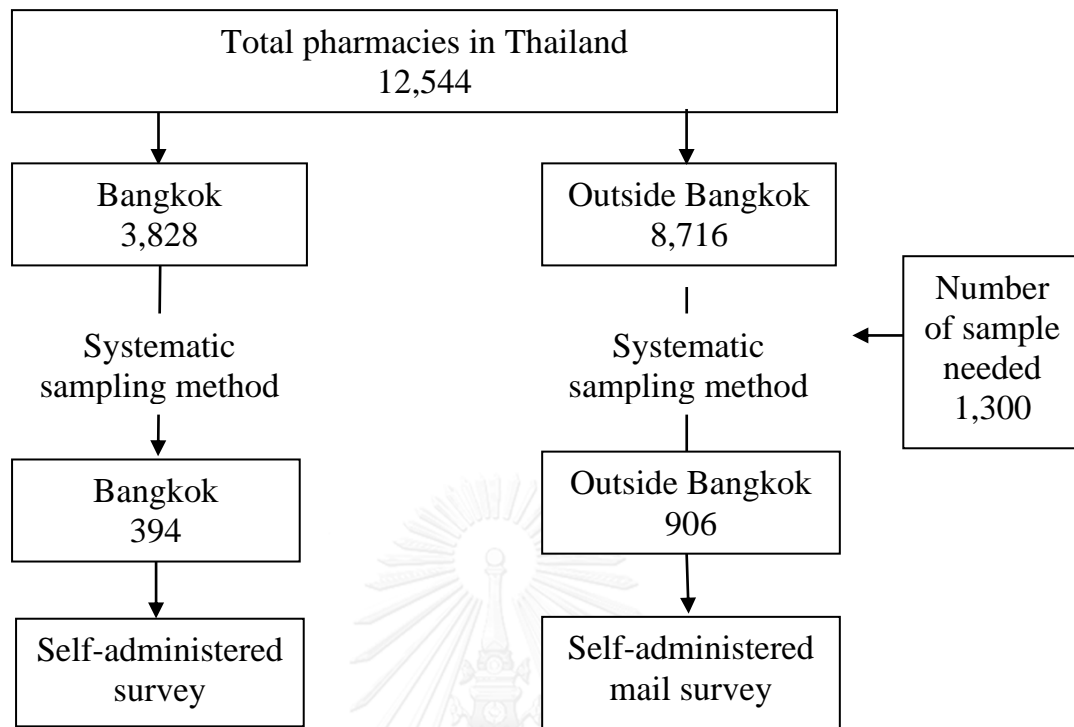 Total pharmacies in Thailand
12,544
Bangkok
3,828
Outside Bangkok
8,716
Number
of sample
needed
1,300
Systematic
sampling method
Systematic
sampling method
Bangkok
394
Outside Bangkok
906
Self-administered
survey
Self-administered
mail survey